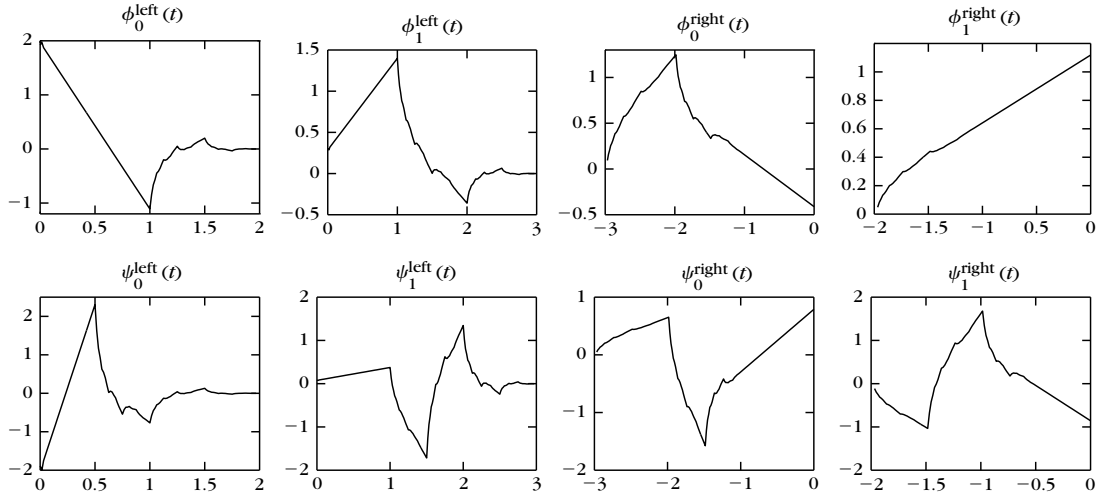 ϕ₀^left(t)
2
1
0
−1
0 0.5 1 1.5 2
ϕ₁^left(t)
1.5
1
0.5
0
−0.5
0 1 2 3
ϕ₀^right(t)
1
0.5
0
−0.5
−3 −2 −1 0
ϕ₁^right(t)
1
0.8
0.6
0.4
0.2
0
−2 −1.5 −1 −0.5 0
ψ₀^left(t)
2
1
0
−1
−2
0 0.5 1 1.5 2
ψ₁^left(t)
2
1
0
−1
−2
0 1 2 3
ψ₀^right(t)
1
0
−1
−2
−3 −2 −1 0
ψ₁^right(t)
2
1
0
−1
−2
−2 −1.5 −1 −0.5 0